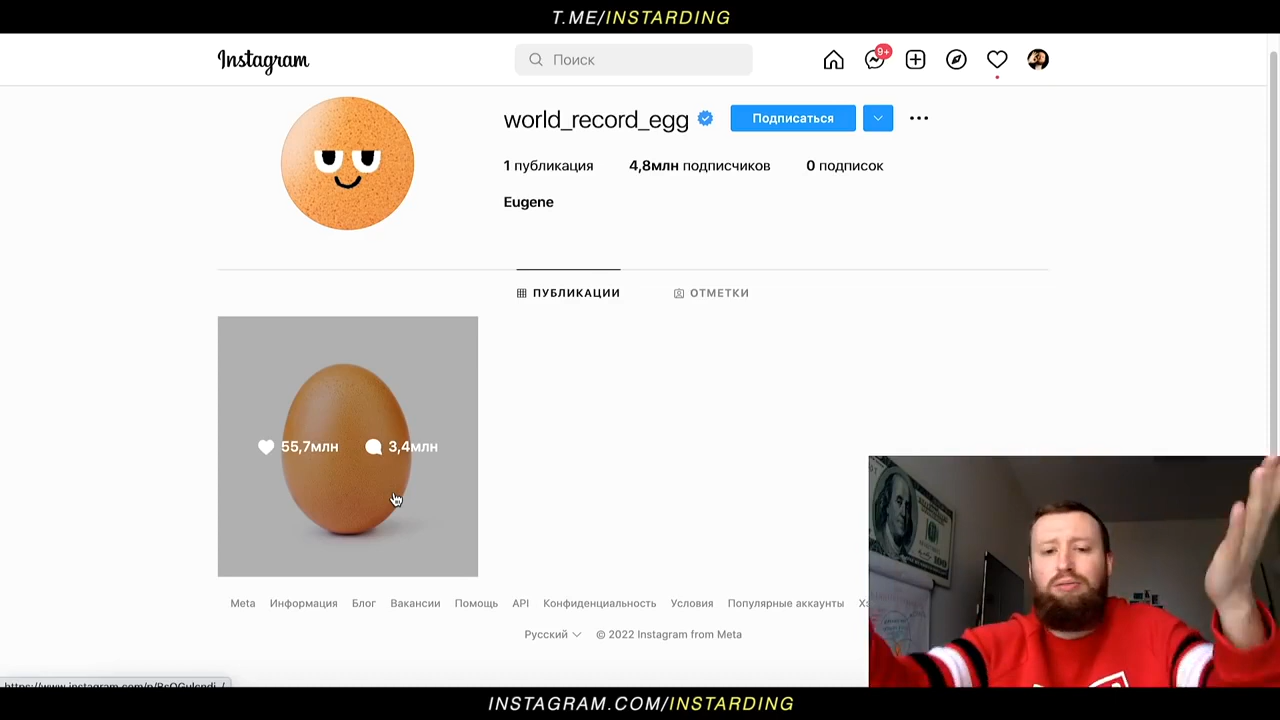 T.ME/INSTARDING
Instagram
Поиск
9+
world_record_egg
Подписаться
1 публикация 4,8млн подписчиков 0 подписок
Eugene
ПУБЛИКАЦИИ ОТМЕТКИ
55,7млн 3,4млн
100
Meta Информация Блог Вакансии Помощь API Конфиденциальность Условия Популярные аккаунты
Русский © 2022 Instagram from Meta
INSTAGRAM.COM/INSTARDING